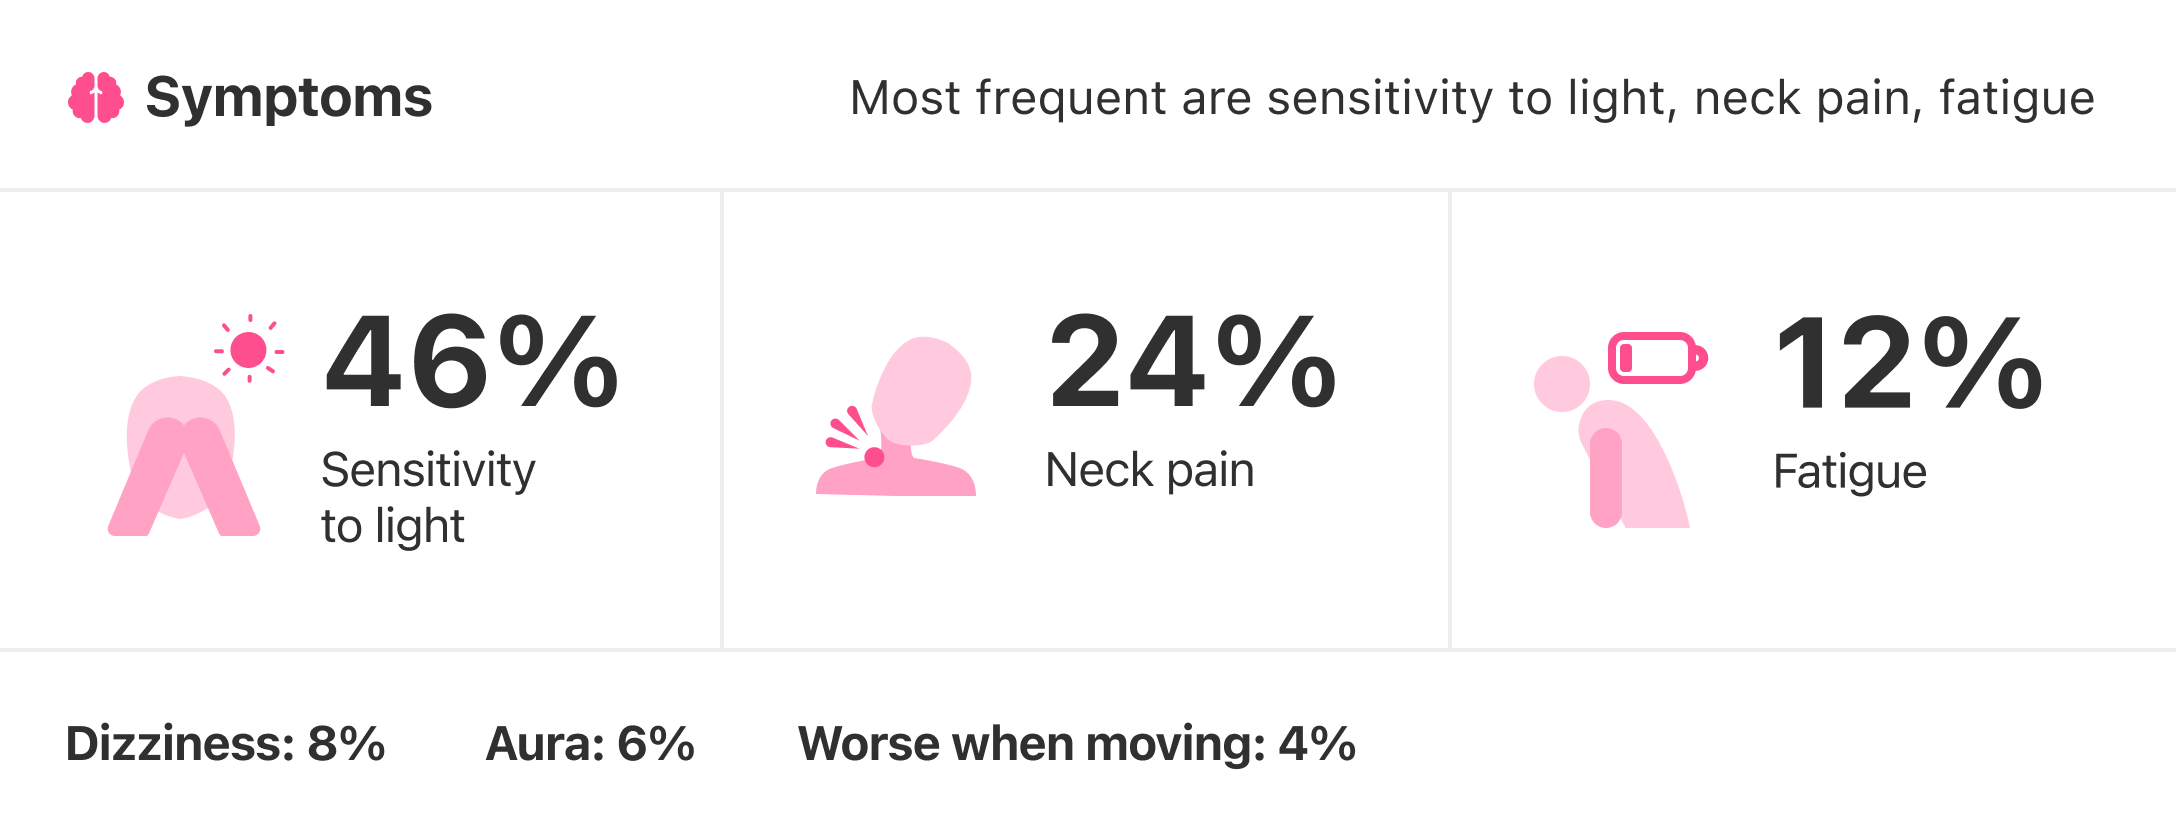 Symptoms
Most frequent are sensitivity to light, neck pain, fatigue
46%
Sensitivity
to light
24%
Neck pain
12%
Fatigue
Dizziness: 8%
Aura: 6%
Worse when moving: 4%